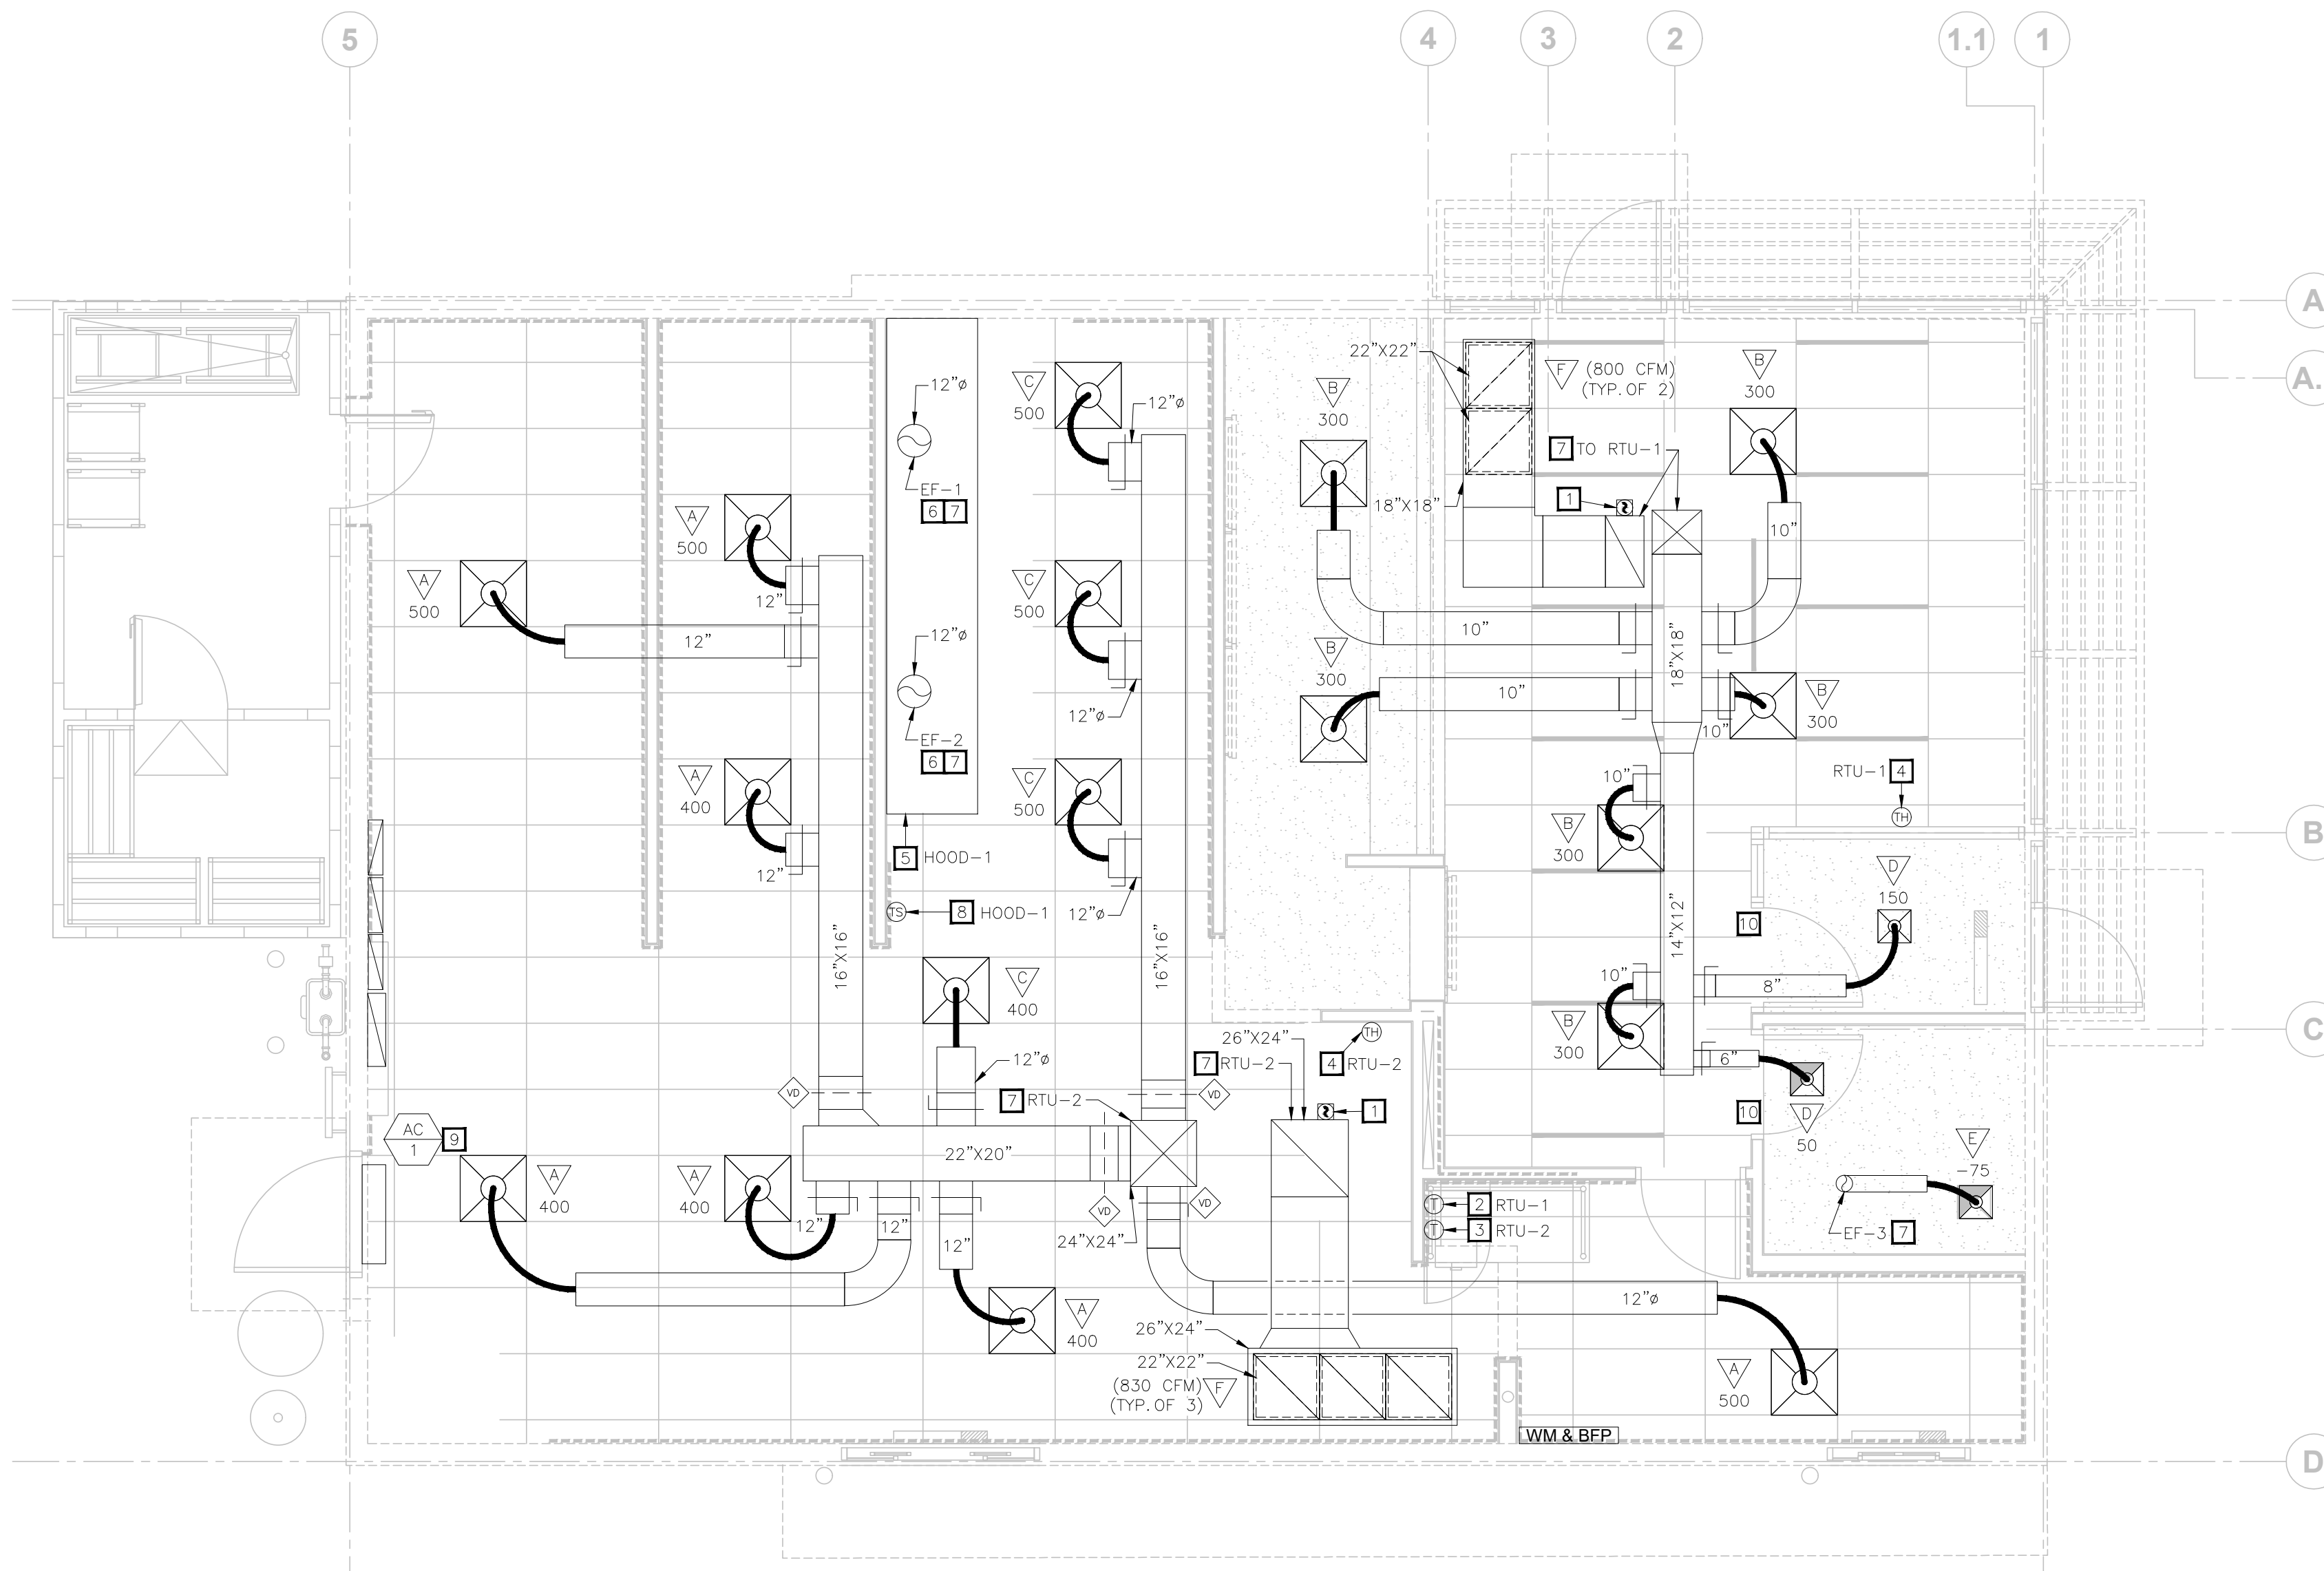 5
4
3
2
1.1
1
A
A.
22"X22"
F
(800 CFM)
(TYP.OF 2)
B
300
B
300
C
500
12"ø
12"ø
7 TO RTU-1
EF-1
6 7
1
18"X18"
A
500
10"
A
500
12"
C
500
12"ø
12"
10"
18"X18"
B
300
10"
B
300
12"ø
10"
EF-2
6 7
A
400
C
500
10"
RTU-1 4
TH
B
5 HOOD-1
B
300
D
150
12"
TS
8 HOOD-1
12"ø
10
16"X16"
16"X16"
14"X12"
C
400
10"
8"
B
300
C
TH
26"X24"
7 RTU-2
4 RTU-2
12"ø
6"
VD
7 RTU-2
VD
1
10
D
50
AC
1
9
22"X20"
E
-75
A
400
A
400
VD
VD
T
2 RTU-1
T
3 RTU-2
12"
12"
12"
24"X24"
EF-3 7
12"ø
A
400
26"X24"
22"X22"
(830 CFM)
(TYP.OF 3)
F
A
500
WM & BFP
D